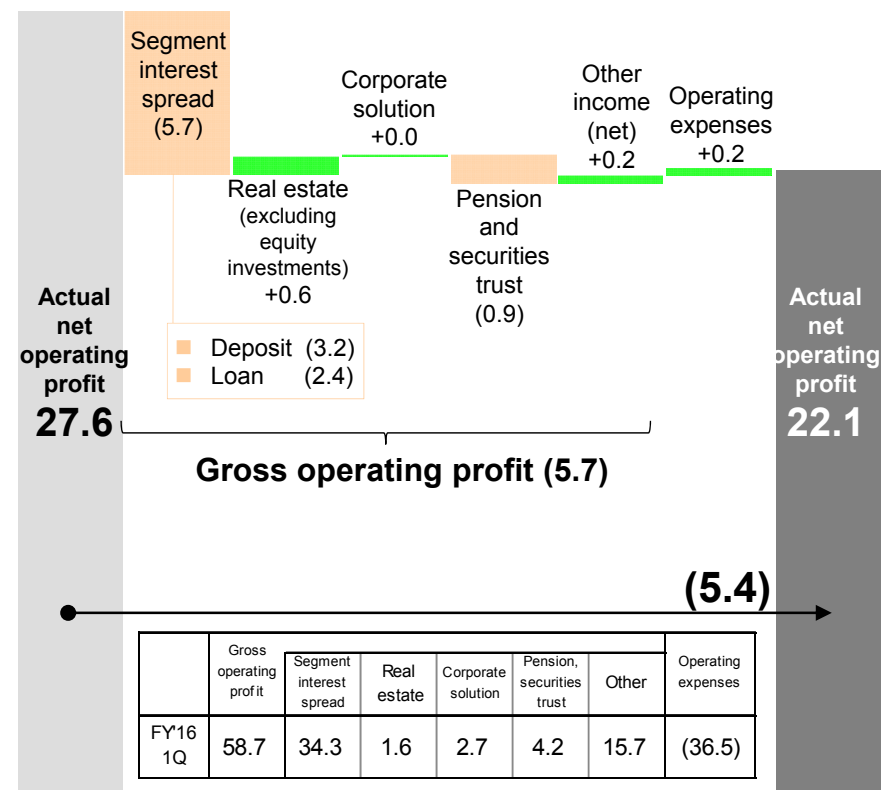 Segment
interest
spread
(5.7)
Real estate
(excluding
equity
investments)
+0.6
Corporate
solution
+0.0
Pension
and
securities
trust
(0.9)
Other
income
(net)
+0.2
Operating
expenses
+0.2
Actual
net
operating
profit
27.6
Deposit (3.2)
Loan (2.4)
Actual
net
operating
profit
22.1
Gross operating profit (5.7)
(5.4)
Gross
operating
profit
Segment
interest
spread
Real
estate
Corporate
solution
Pension,
securities
trust
Other
Operating
expenses
FY'16
1Q
58.7 34.3 1.6 2.7 4.2 15.7 (36.5)